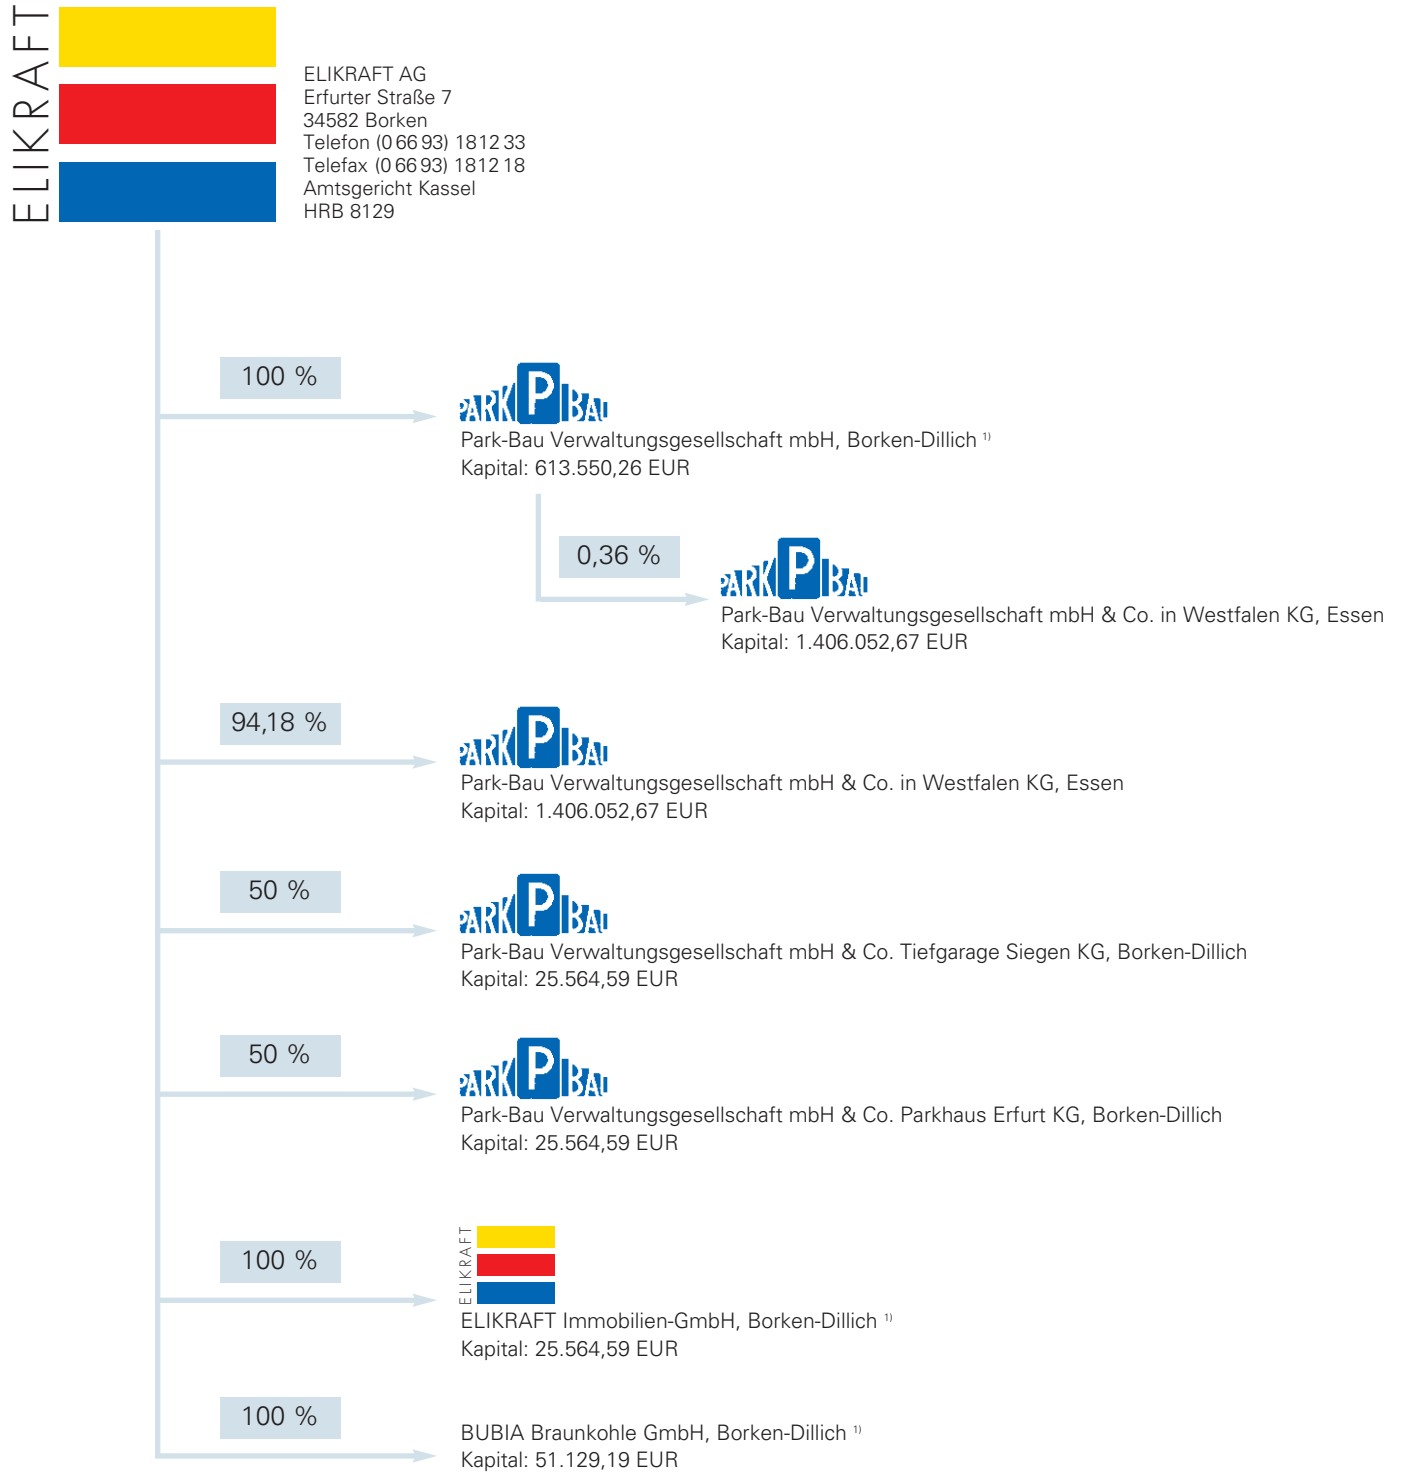 ELIKRAFT
ELIKRAFT AG
Erfurter Straße 7
34582 Borken
Telefon (0 66 93) 18 12 33
Telefax (0 66 93) 18 12 18
Amtsgericht Kassel
HRB 8129
100 %
PARK P BAU
Park-Bau Verwaltungsgesellschaft mbH, Borken-Dillich 1)
Kapital: 613.550,26 EUR
0,36 %
PARK P BAU
Park-Bau Verwaltungsgesellschaft mbH & Co. in Westfalen KG, Essen
Kapital: 1.406.052,67 EUR
94,18 %
PARK P BAU
Park-Bau Verwaltungsgesellschaft mbH & Co. in Westfalen KG, Essen
Kapital: 1.406.052,67 EUR
50 %
PARK P BAU
Park-Bau Verwaltungsgesellschaft mbH & Co. Tiefgarage Siegen KG, Borken-Dillich
Kapital: 25.564,59 EUR
50 %
PARK P BAU
Park-Bau Verwaltungsgesellschaft mbH & Co. Parkhaus Erfurt KG, Borken-Dillich
Kapital: 25.564,59 EUR
100 %
ELIKRAFT
ELIKRAFT Immobilien-GmbH, Borken-Dillich 1)
Kapital: 25.564,59 EUR
100 %
BUBIA Braunkohle GmbH, Borken-Dillich 1)
Kapital: 51.129,19 EUR